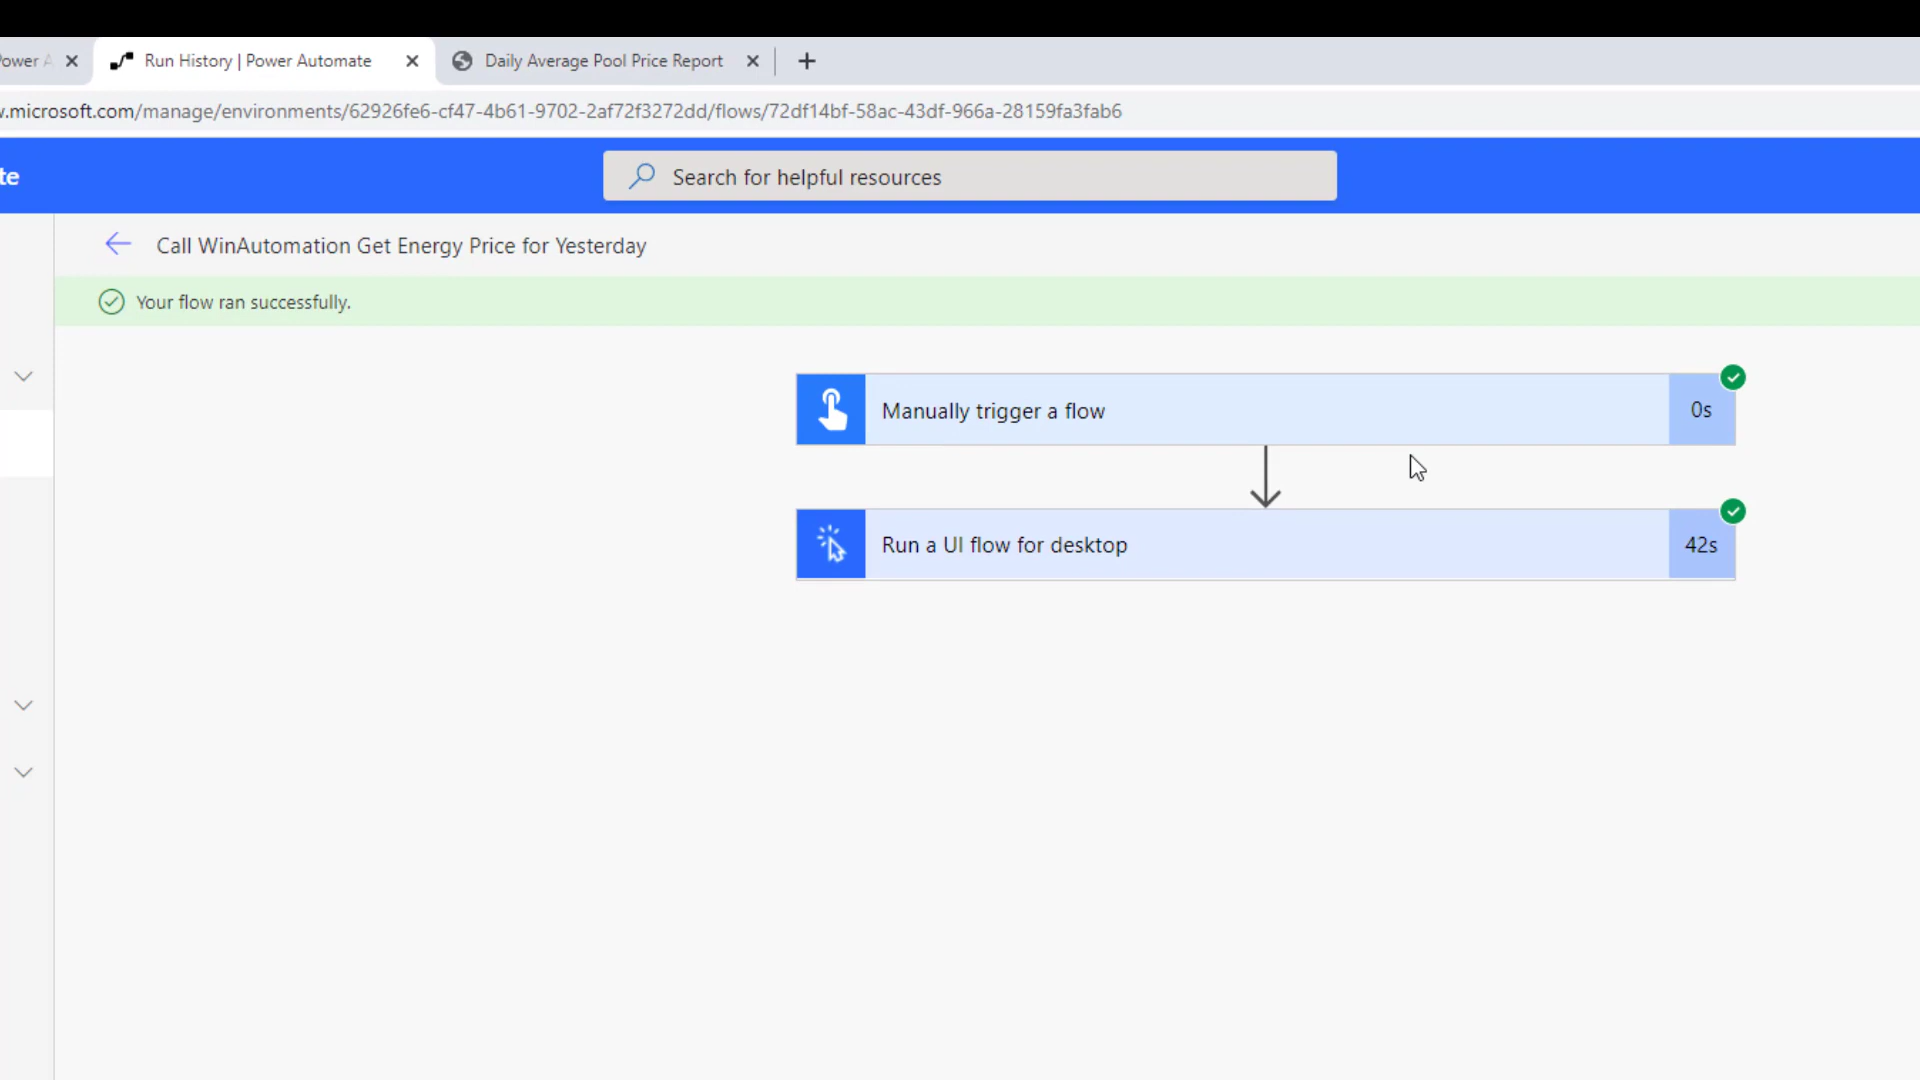 Power A
Run History | Power Automate
Daily Average Pool Price Report
.microsoft.com/manage/environments/62926fe6-cf47-4b61-9702-2af72f3272dd/flows/72df14bf-58ac-43df-966a-28159fa3fab6
te
Search for helpful resources
Call WinAutomation Get Energy Price for Yesterday
Your flow ran successfully.
Manually trigger a flow
0s
Run a UI flow for desktop
42s